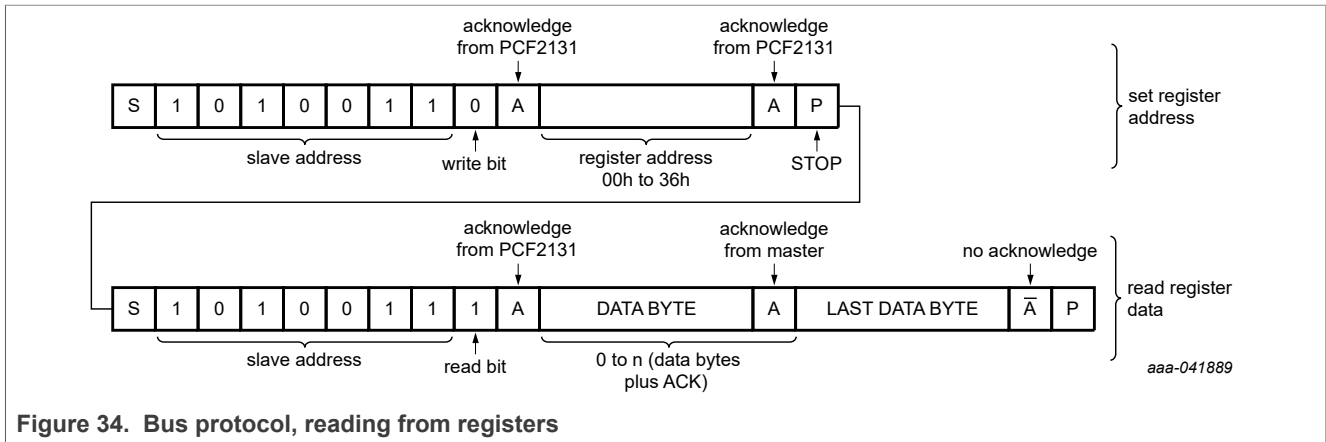 acknowledge
from PCF2131
acknowledge
from PCF2131
S 1 0 1 0 0 1 1 0 A A P
set register
address
slave address
write bit
register address
00h to 36h
STOP
acknowledge
from PCF2131
acknowledge
from master
no acknowledge
S 1 0 1 0 0 1 1 1 A DATA BYTE A LAST DATA BYTE A̅ P
read register
data
slave address
read bit
0 to n (data bytes
plus ACK)
aaa-041889
Figure 34. Bus protocol, reading from registers